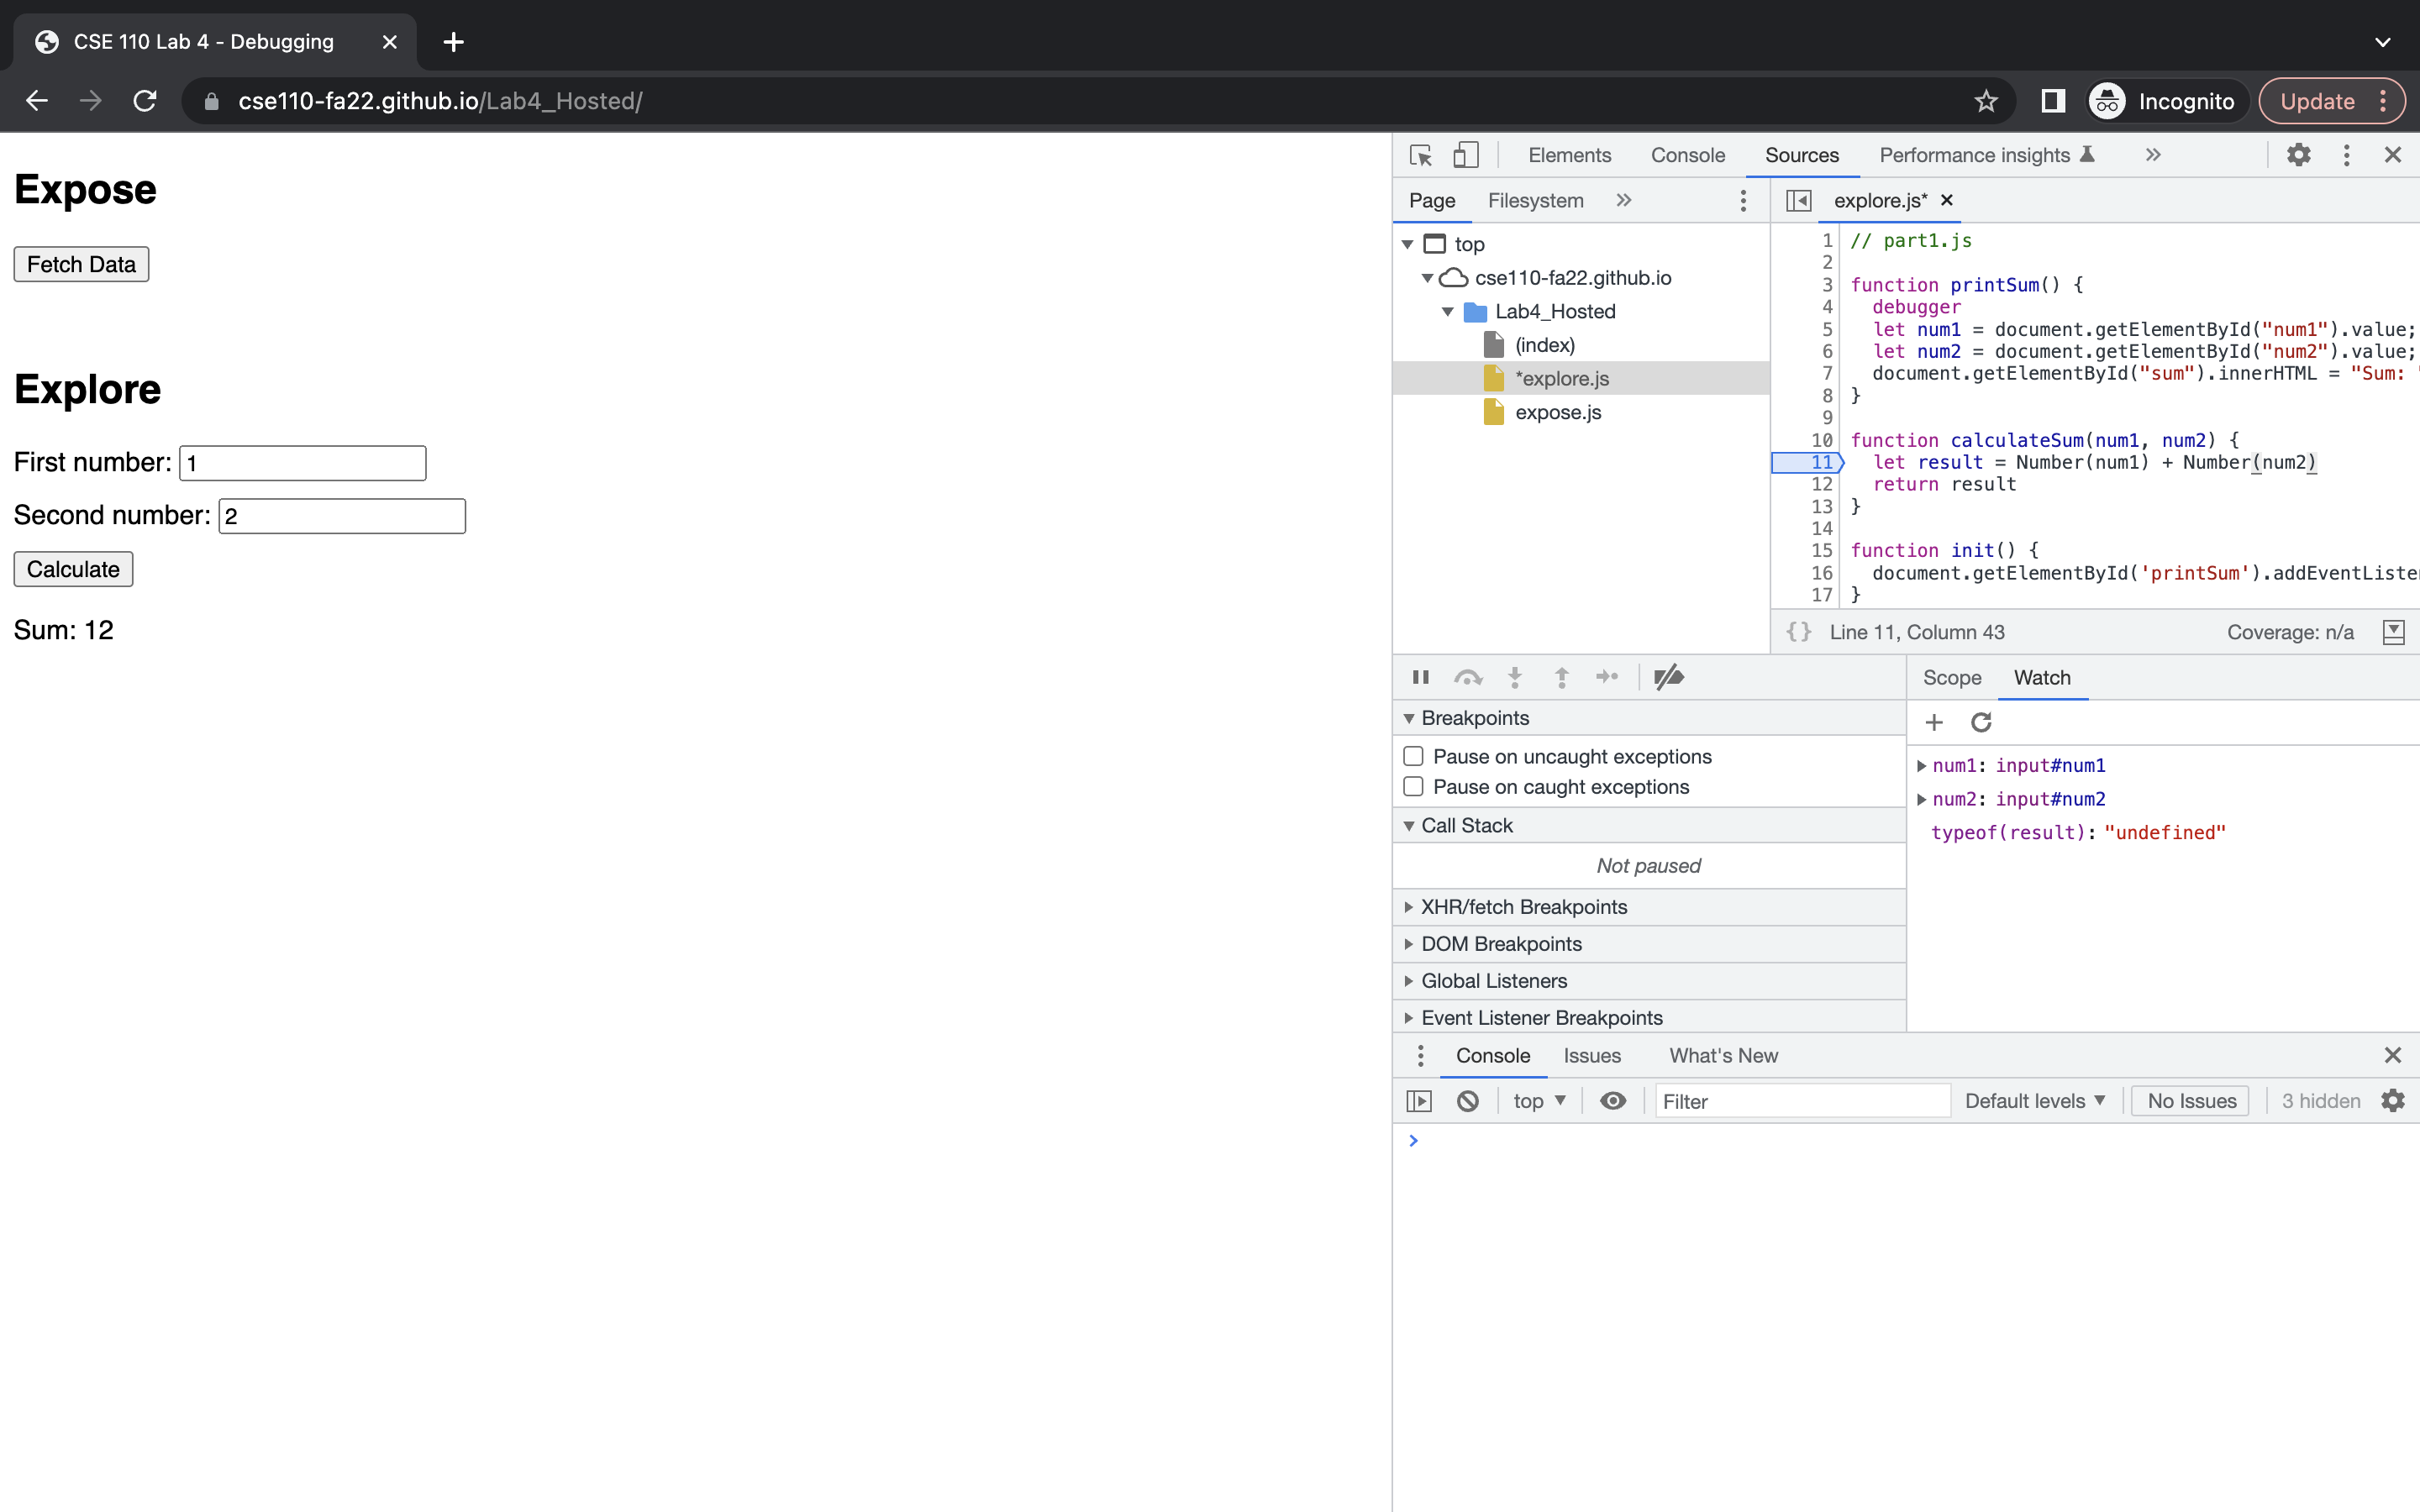 CSE 110 Lab 4 - Debugging
cse110-fa22.github.io/Lab4_Hosted/
Incognito
Update
Expose
Fetch Data
Explore
First number: 1
Second number: 2
Calculate
Sum: 12
Elements Console Sources Performance insights
Page Filesystem
top
cse110-fa22.github.io
Lab4_Hosted
(index)
*explore.js
expose.js
explore.js*
1 // part1.js
2
3 function printSum() {
4 debugger
5 let num1 = document.getElementById("num1").value;
6 let num2 = document.getElementById("num2").value;
7 document.getElementById("sum").innerHTML = "Sum: "
8 }
9
10 function calculateSum(num1, num2) {
11 let result = Number(num1) + Number(num2)
12 return result
13 }
14
15 function init() {
16 document.getElementById('printSum').addEventListe
17 }
{} Line 11, Column 43 Coverage: n/a
Breakpoints
Pause on uncaught exceptions
Pause on caught exceptions
Call Stack
Not paused
XHR/fetch Breakpoints
DOM Breakpoints
Global Listeners
Event Listener Breakpoints
Scope Watch
num1: input#num1
num2: input#num2
typeof(result): "undefined"
Console Issues What's New
top Filter Default levels No Issues 3 hidden